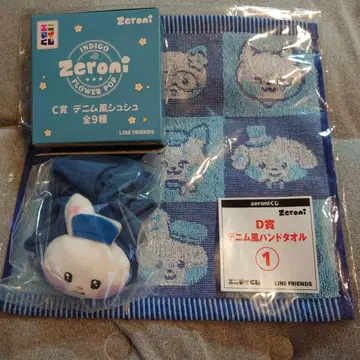 zeroni
INDIGO
zeroni
FLOWER POP
C賞 デニム風シュシュ
全9種
LINE FRIENDS
zeroniくじ
zeroni
D賞
デニム風ハンドタオル
1
LINE FRIENDS